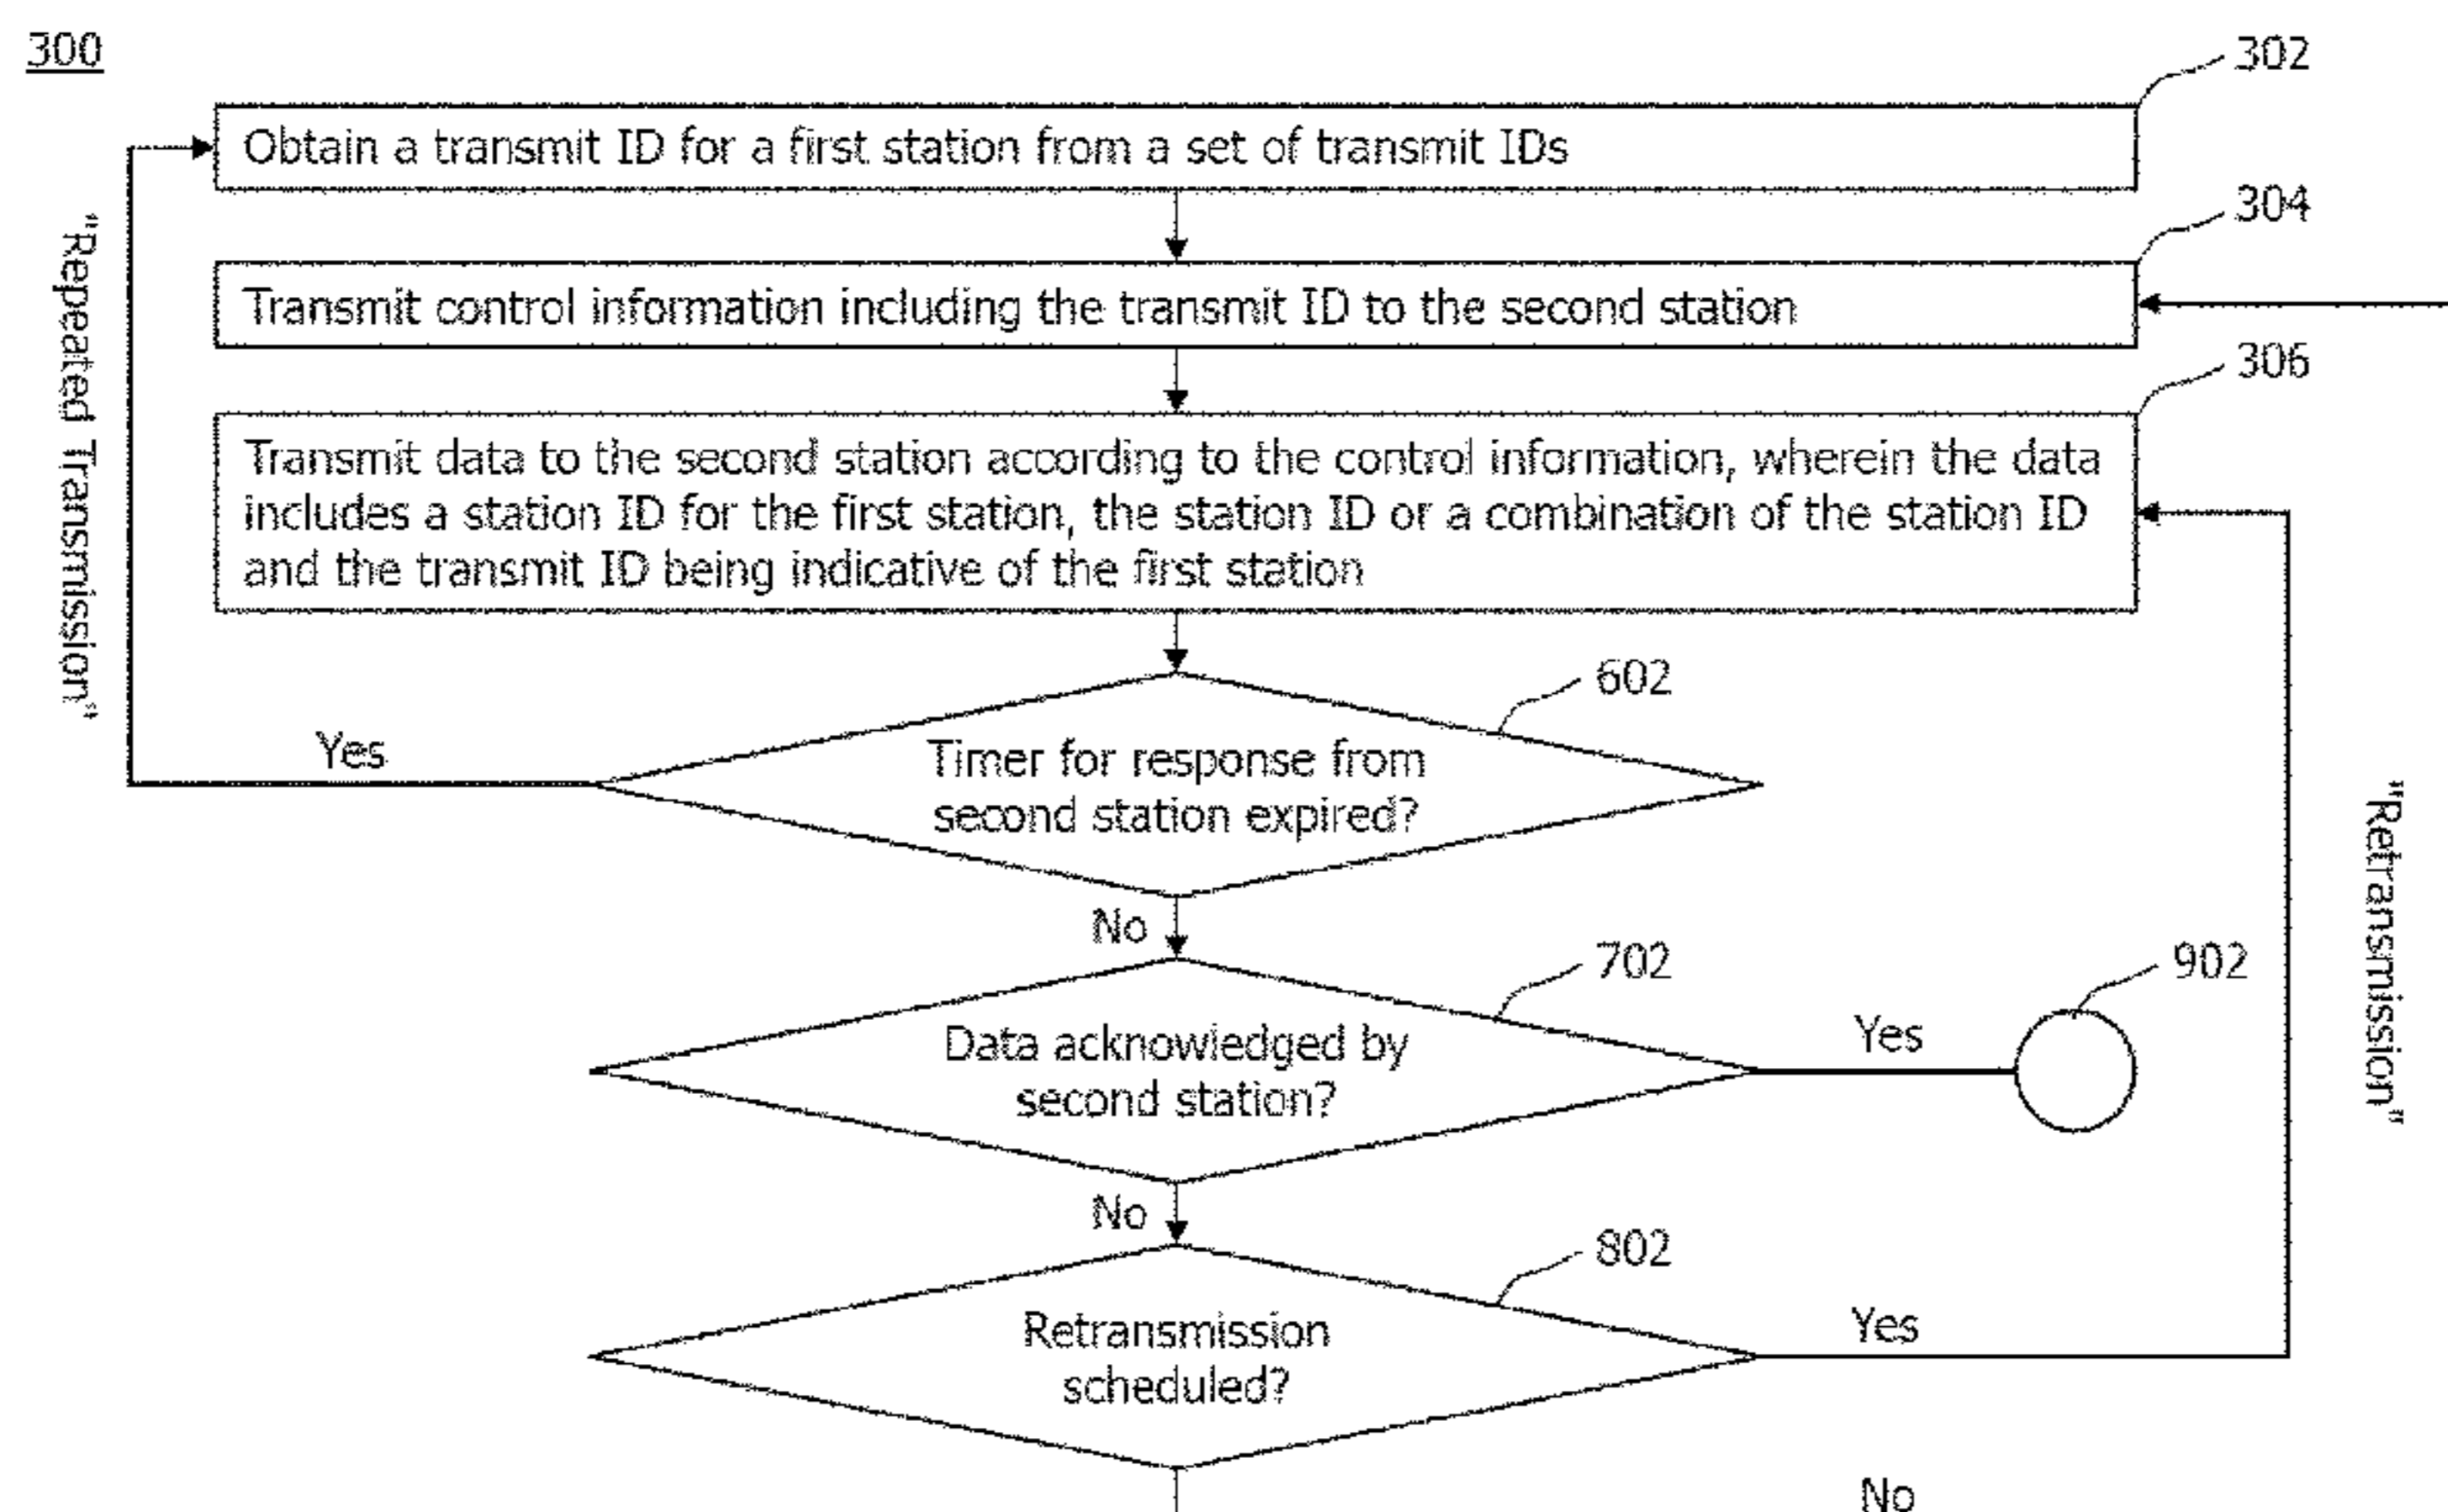 300
302
Obtain a transmit ID for a first station from a set of transmit IDs
304
Transmit control information including the transmit ID to the second station
306
Transmit data to the second station according to the control information, wherein the data
includes a station ID for the first station, the station ID or a combination of the station ID
and the transmit ID being indicative of the first station
"Repeated Transmission"
602
Yes
Timer for response from
second station expired?
No
702
902
Data acknowledged by
second station?
Yes
"Retransmission"
No
802
Retransmission
scheduled?
Yes
No